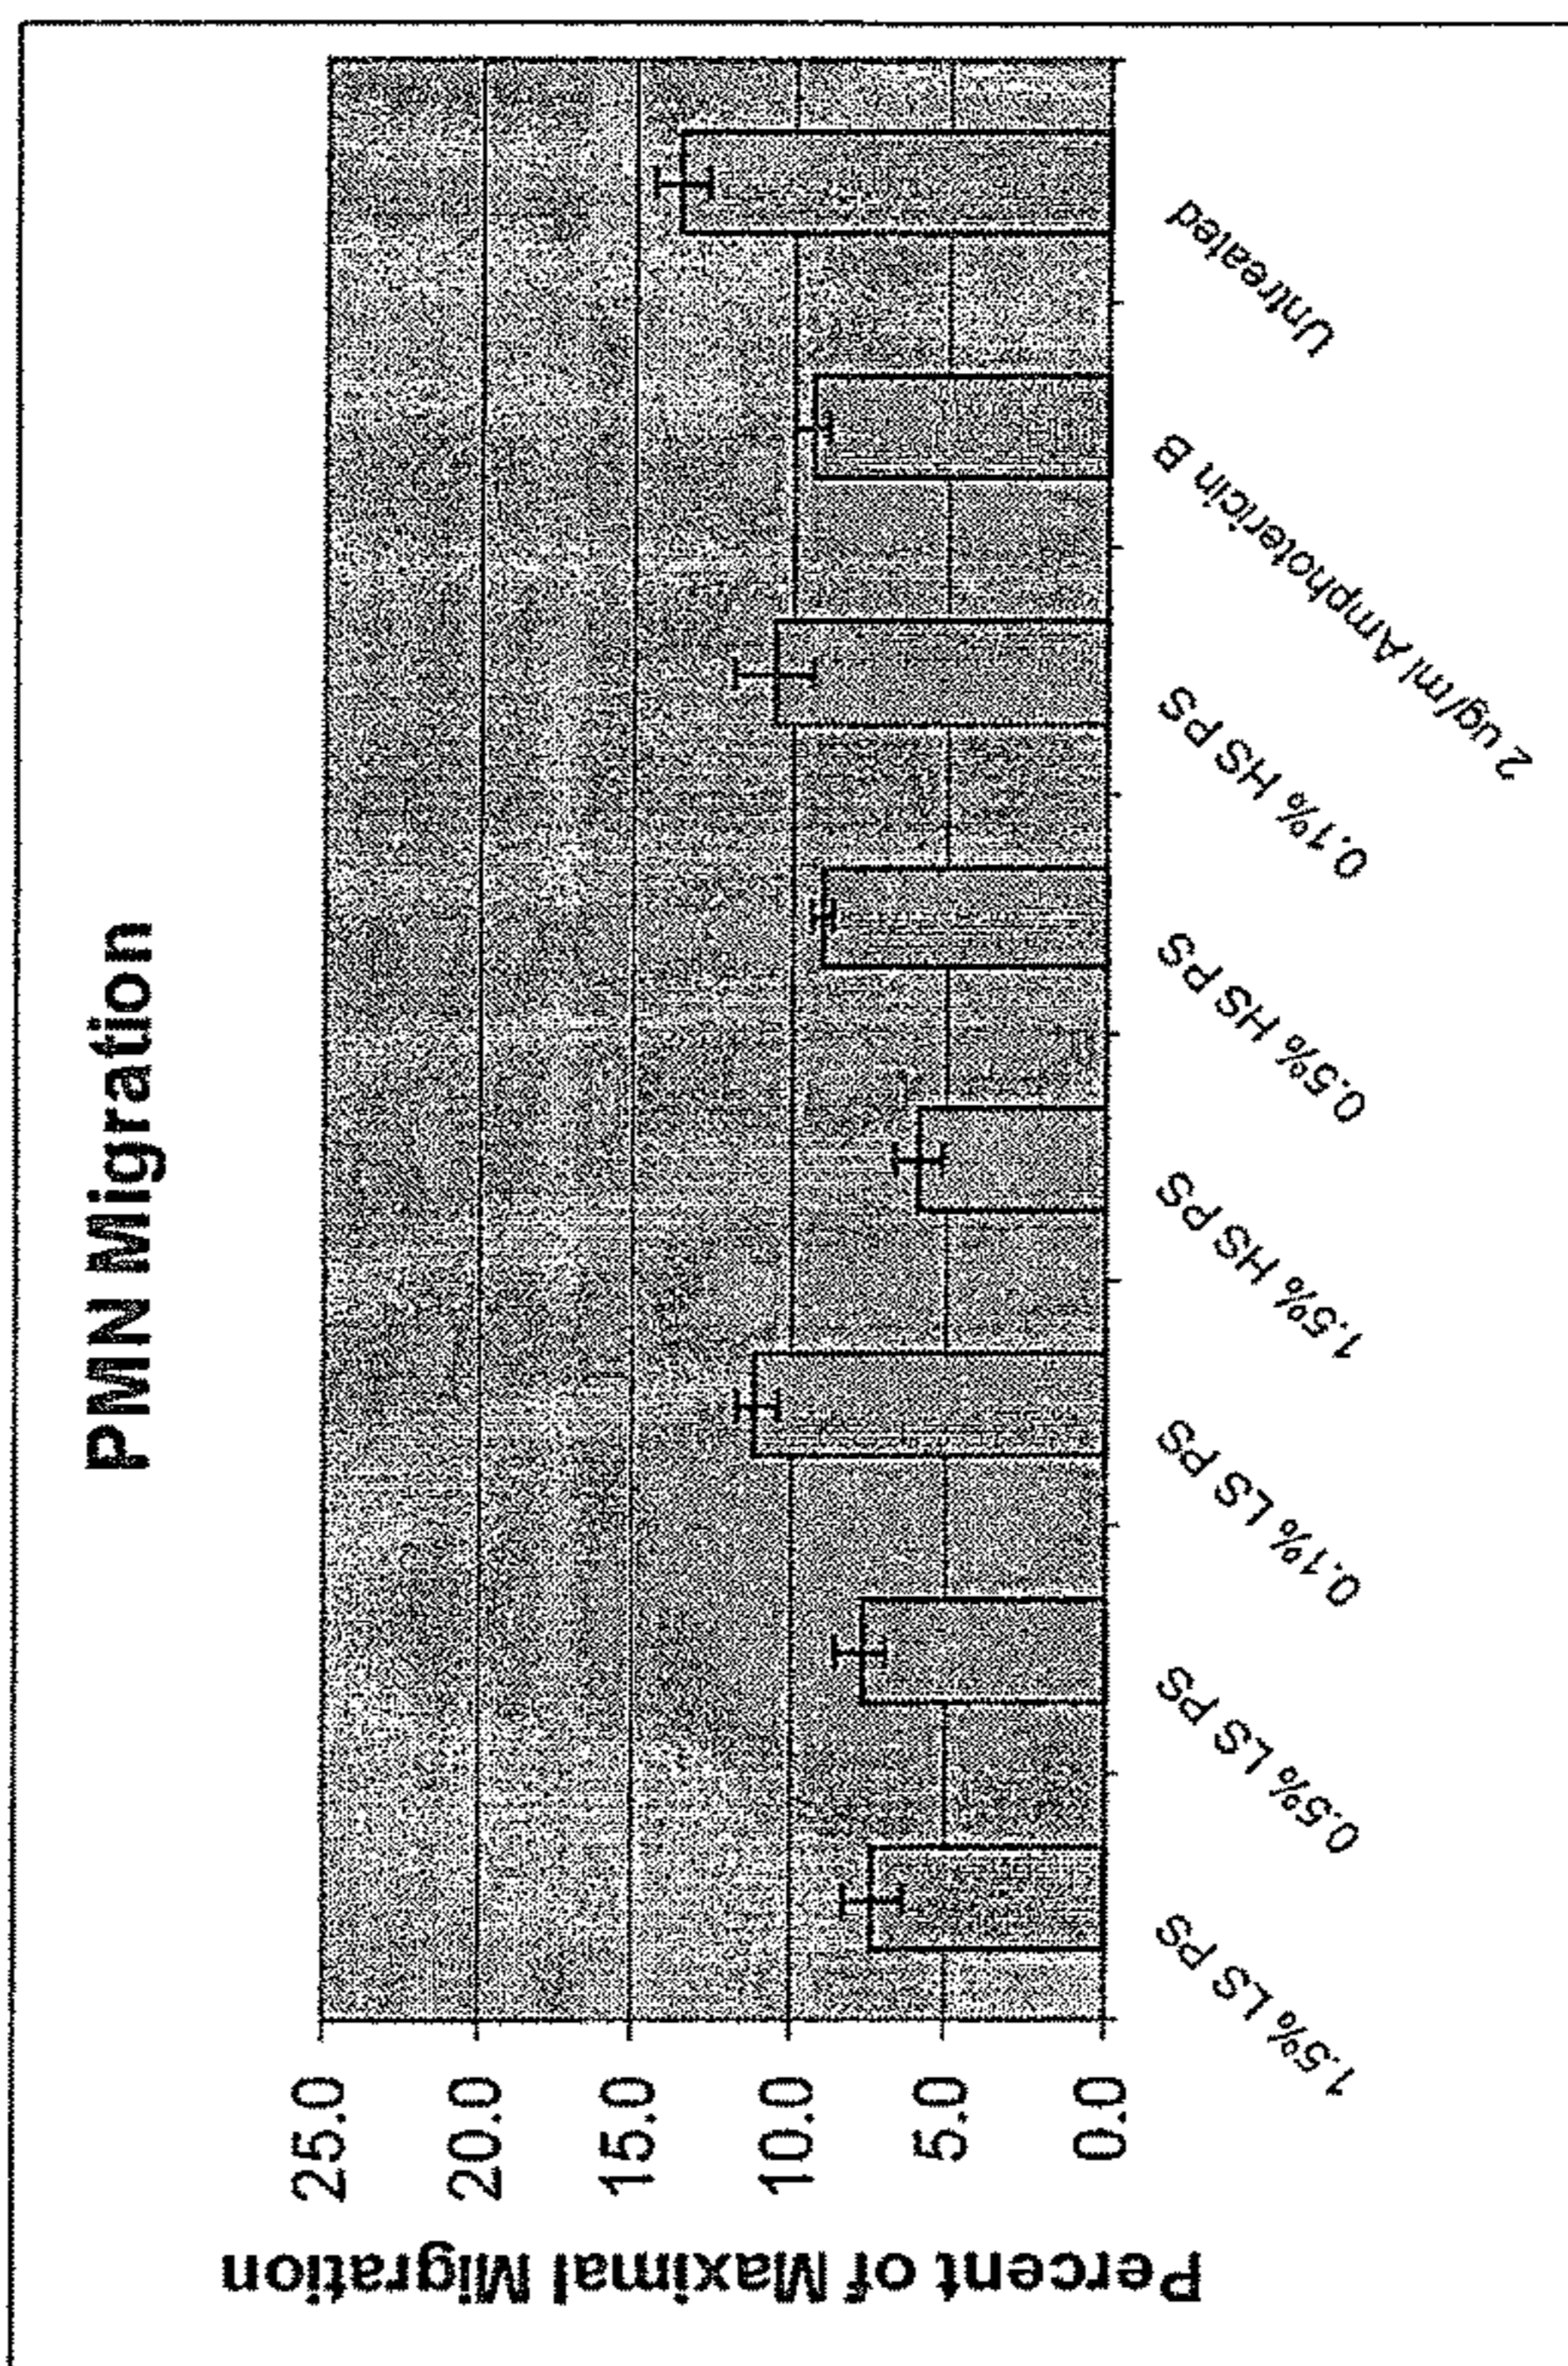 PMN Migration
Percent of Maximal Migration
25.0
20.0
15.0
10.0
5.0
0.0
1.5% LS PS
0.5% LS PS
0.1% LS PS
1.5% HS PS
0.5% HS PS
0.1% HS PS
2 ug/ml Amphotericin B
Untreated